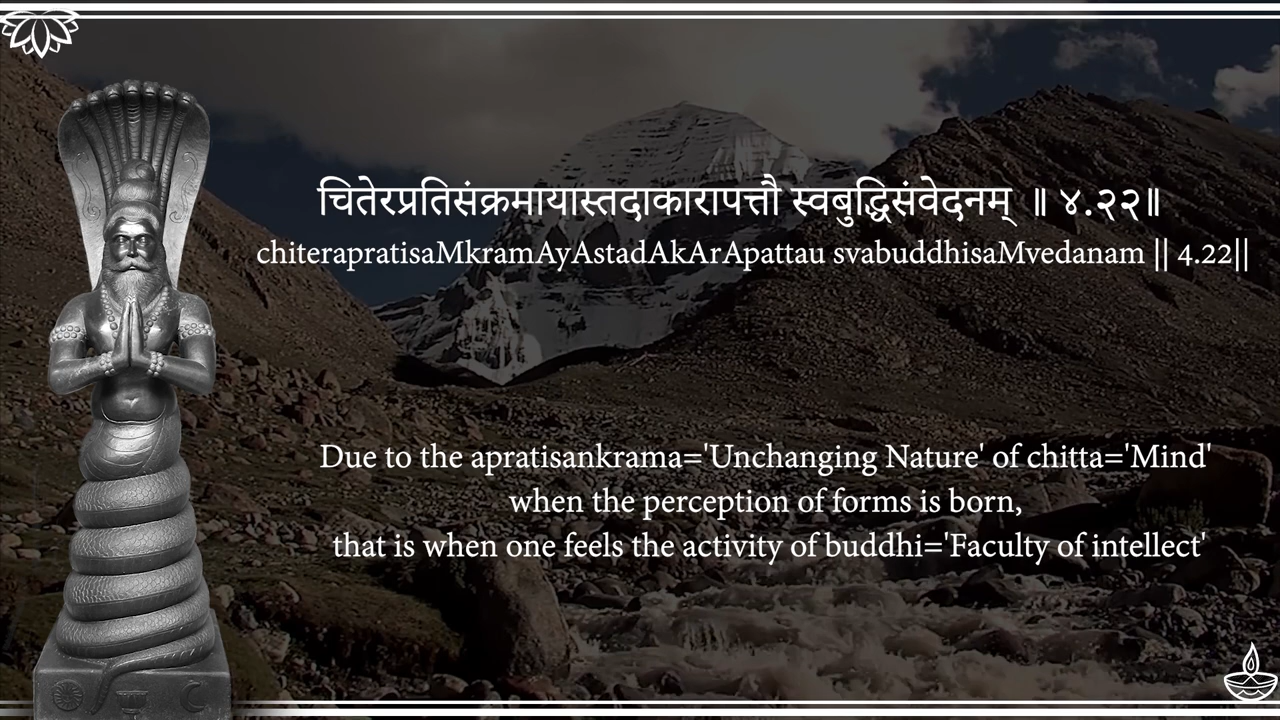 चितेरप्रतिसंक्रमायास्तदाकारापत्तौ स्वबुद्धिसंवेदनम् ॥ ४.२२॥
chiterapratisaMkramAyAstadAkArApattau svabuddhisaMvedanam || 4.22||
Due to the apratisankrama='Unchanging Nature' of chitta='Mind'
when the perception of forms is born,
that is when one feels the activity of buddhi='Faculty of intellect'